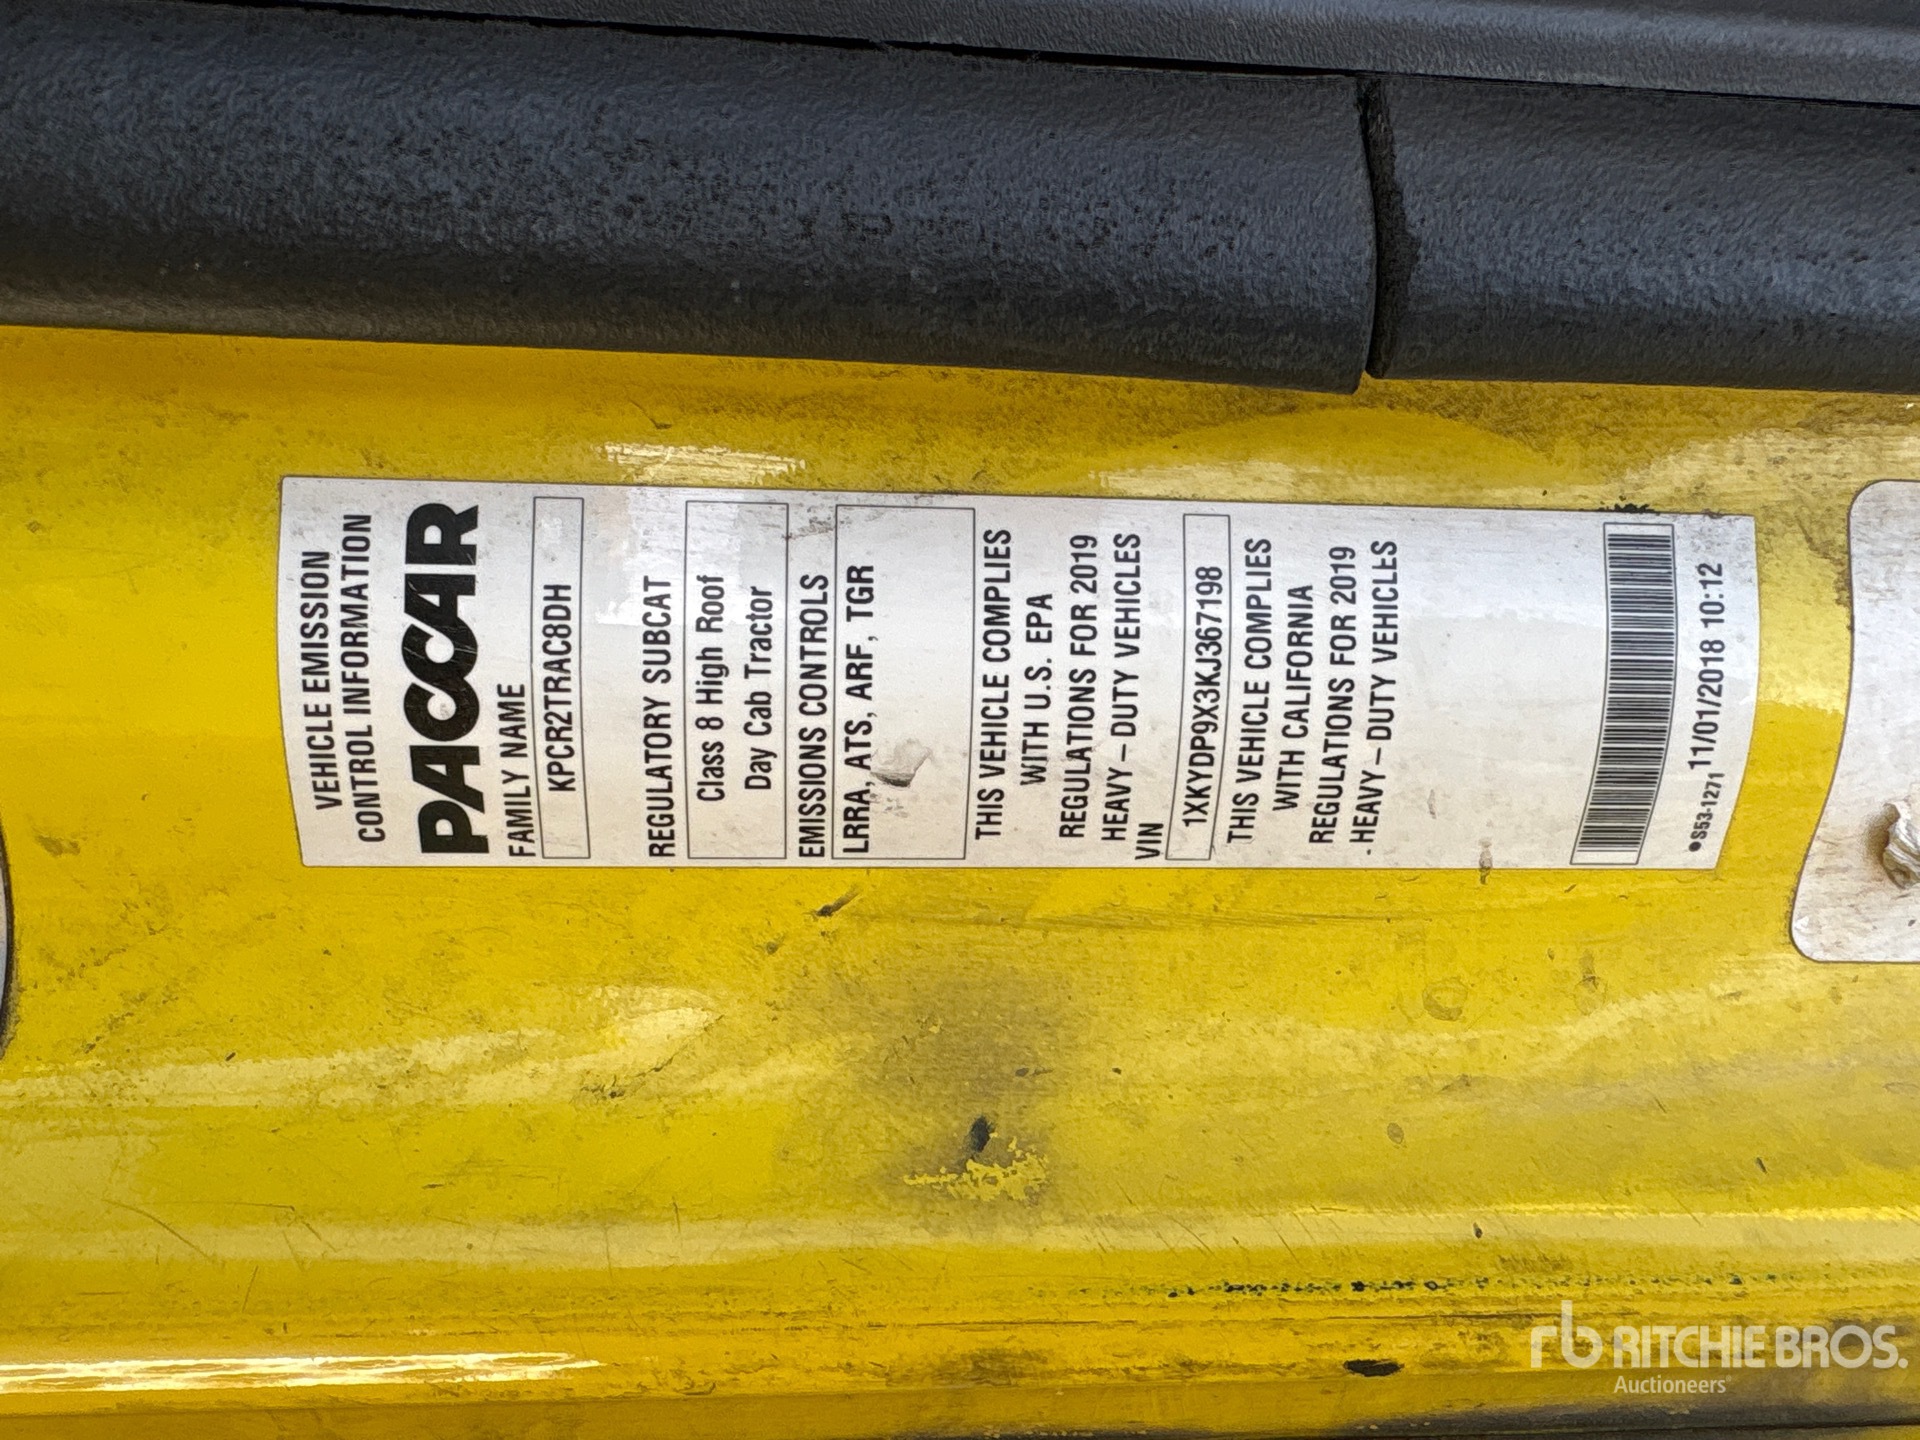 VEHICLE EMISSION
CONTROL INFORMATION
PACCAR
FAMILY NAME
KPCR2TRAC8DH
REGULATORY SUBCAT
Class 8 High Roof
Day Cab Tractor
EMISSIONS CONTROLS
LRRA, ATS, ARF, TGR
THIS VEHICLE COMPLIES
WITH U.S. EPA
REGULATIONS FOR 2019
HEAVY-DUTY VEHICLES
VIN
1XKYDP9X3KJ367198
THIS VEHICLE COMPLIES
WITH CALIFORNIA
REGULATIONS FOR 2019
HEAVY-DUTY VEHICLES
•S53-1271 11/01/2018 10:12
rb RITCHIE BROS.
Auctioneers